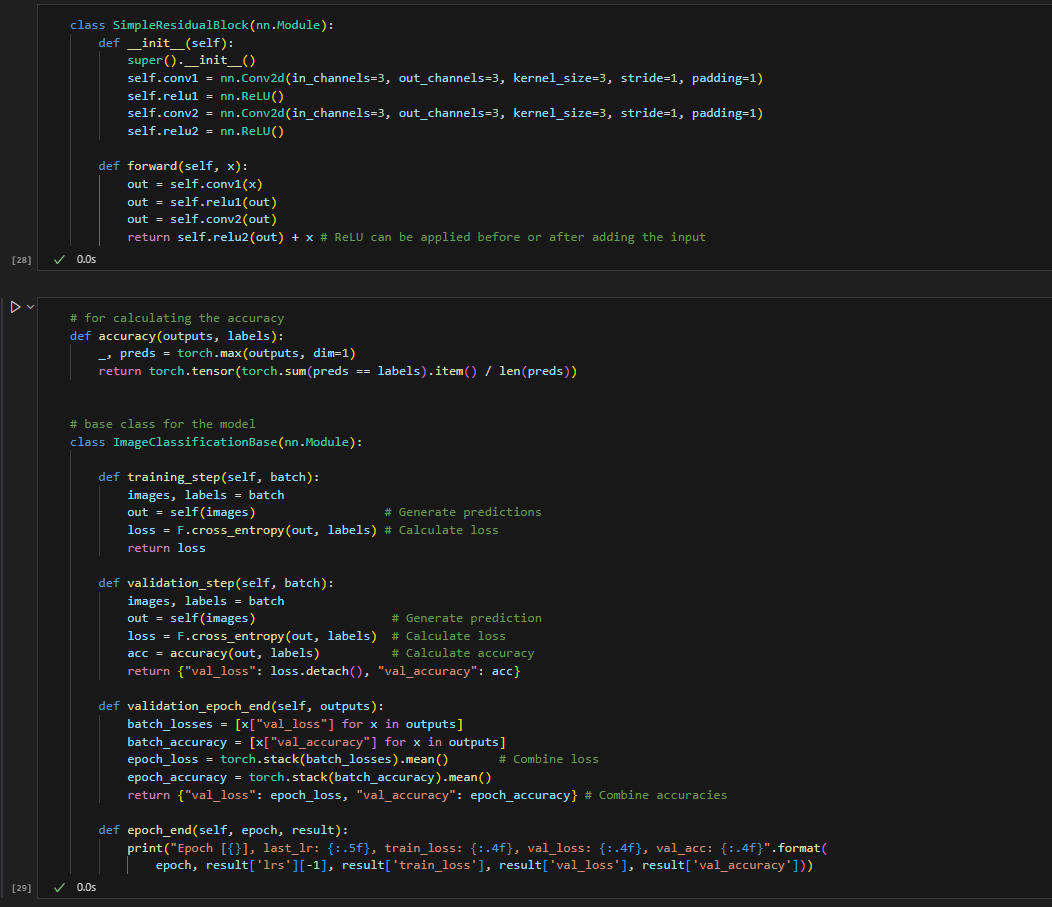 class SimpleResidualBlock(nn.Module):
    def __init__(self):
        super().__init__()
        self.conv1 = nn.Conv2d(in_channels=3, out_channels=3, kernel_size=3, stride=1, padding=1)
        self.relu1 = nn.ReLU()
        self.conv2 = nn.Conv2d(in_channels=3, out_channels=3, kernel_size=3, stride=1, padding=1)
        self.relu2 = nn.ReLU()
    def forward(self, x):
        out = self.conv1(x)
        out = self.relu1(out)
        out = self.conv2(out)
        return self.relu2(out) + x # ReLU can be applied before or after adding the input
[28] ✓ 0.0s
# for calculating the accuracy
def accuracy(outputs, labels):
    _, preds = torch.max(outputs, dim=1)
    return torch.tensor(torch.sum(preds == labels).item() / len(preds))
# base class for the model
class ImageClassificationBase(nn.Module):
    def training_step(self, batch):
        images, labels = batch
        out = self(images)                  # Generate predictions
        loss = F.cross_entropy(out, labels) # Calculate loss
        return loss
    def validation_step(self, batch):
        images, labels = batch
        out = self(images)                   # Generate prediction
        loss = F.cross_entropy(out, labels)  # Calculate loss
        acc = accuracy(out, labels)          # Calculate accuracy
        return {"val_loss": loss.detach(), "val_accuracy": acc}
    def validation_epoch_end(self, outputs):
        batch_losses = [x["val_loss"] for x in outputs]
        batch_accuracy = [x["val_accuracy"] for x in outputs]
        epoch_loss = torch.stack(batch_losses).mean()       # Combine loss
        epoch_accuracy = torch.stack(batch_accuracy).mean()
        return {"val_loss": epoch_loss, "val_accuracy": epoch_accuracy} # Combine accuracies
    def epoch_end(self, epoch, result):
        print("Epoch [{}], last_lr: {:.5f}, train_loss: {:.4f}, val_loss: {:.4f}, val_acc: {:.4f}".format(
            epoch, result['lrs'][-1], result['train_loss'], result['val_loss'], result['val_accuracy']))
[29] ✓ 0.0s